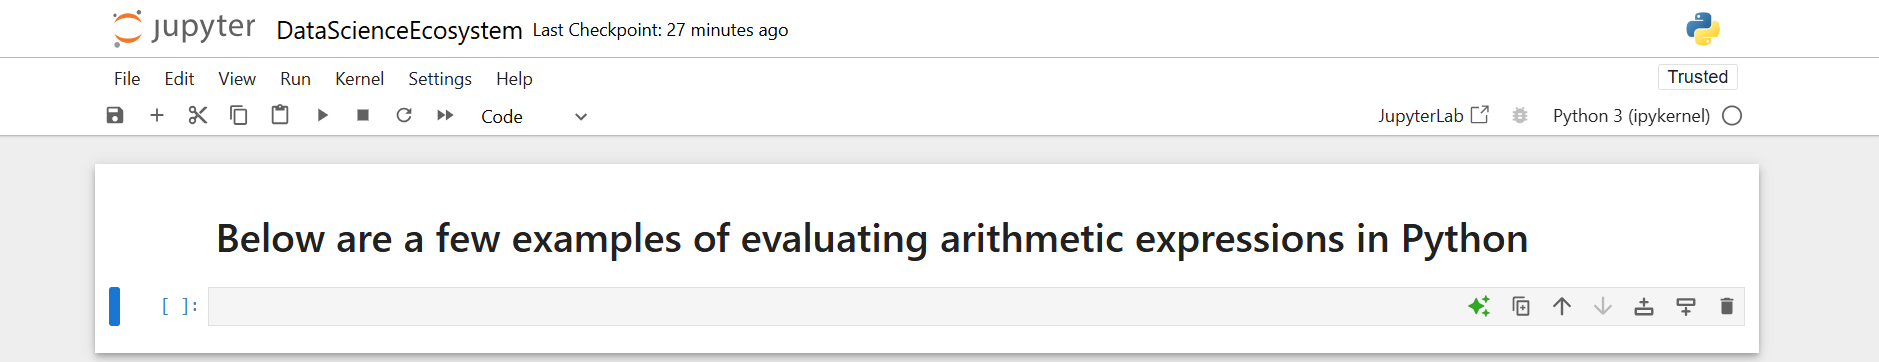 jupyter DataScienceEcosystem Last Checkpoint: 27 minutes ago
File Edit View Run Kernel Settings Help Trusted
Code JupyterLab Python 3 (ipykernel)
Below are a few examples of evaluating arithmetic expressions in Python
[ ]: